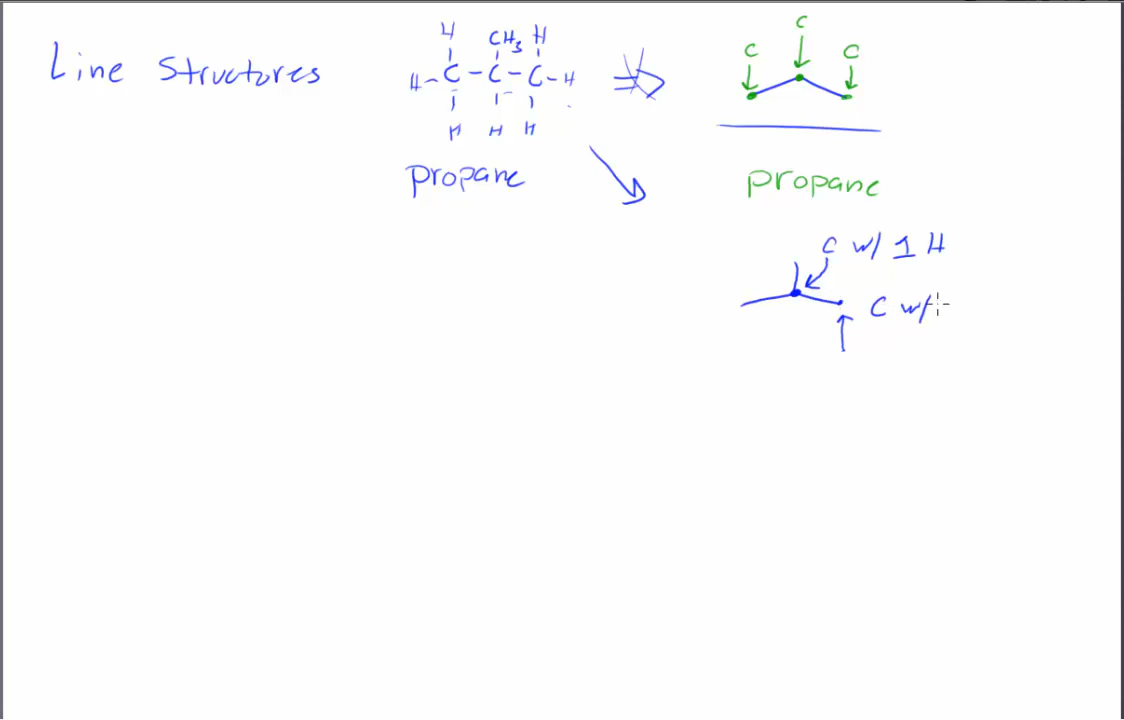 Line Structures
H CH3 H
H-C-C-C-H
H H H
propane
C
C C
propane
C w/ 1 H
C w/